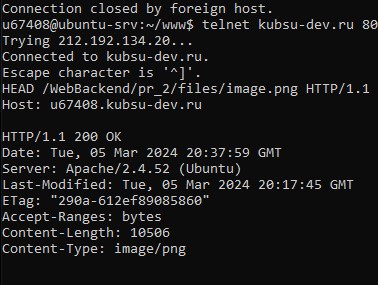 Connection closed by foreign host.
u67408@ubuntu-srv:~/www$ telnet kubsu-dev.ru 80
Trying 212.192.134.20...
Connected to kubsu-dev.ru.
Escape character is '^]'.
HEAD /WebBackend/pr_2/files/image.png HTTP/1.1
Host: u67408.kubsu-dev.ru

HTTP/1.1 200 OK
Date: Tue, 05 Mar 2024 20:37:59 GMT
Server: Apache/2.4.52 (Ubuntu)
Last-Modified: Tue, 05 Mar 2024 20:17:45 GMT
ETag: "290a-612ef89085860"
Accept-Ranges: bytes
Content-Length: 10506
Content-Type: image/png